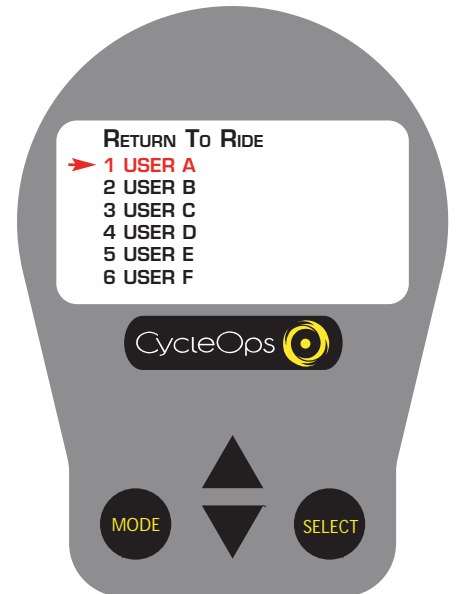 Return To Ride
1 USER A
2 USER B
3 USER C
4 USER D
5 USER E
6 USER F
CycleOps
MODE
SELECT